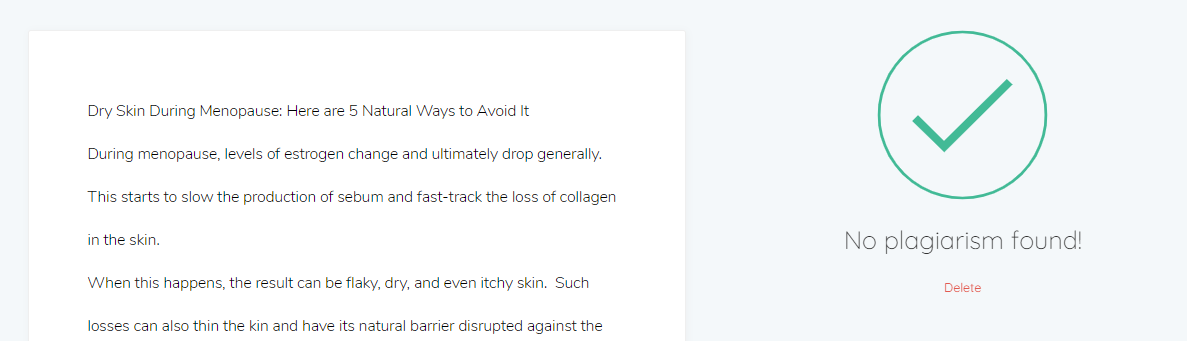 Dry Skin During Menopause: Here are 5 Natural Ways to Avoid It
During menopause, levels of estrogen change and ultimately drop generally.
This starts to slow the production of sebum and fast-track the loss of collagen
in the skin.
When this happens, the result can be flaky, dry, and even itchy skin.  Such
losses can also thin the kin and have its natural barrier disrupted against the
No plagiarism found!
Delete